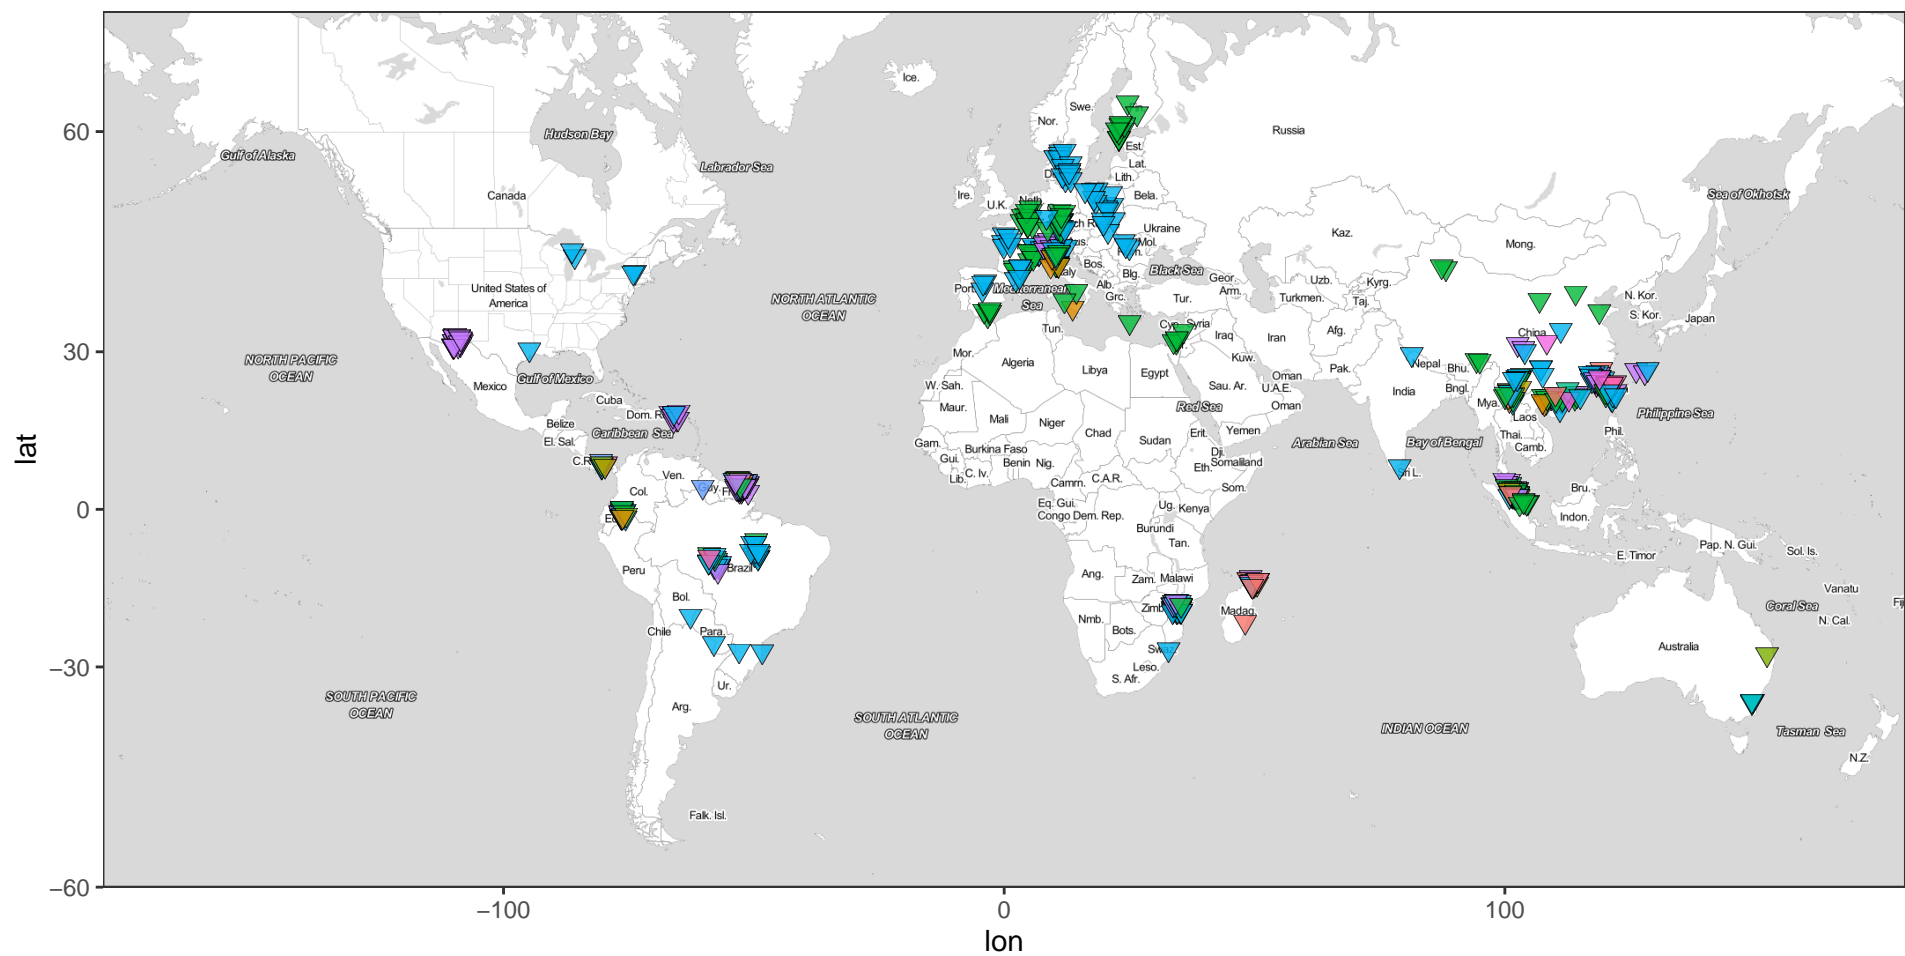 Ice.
Swe.
Nor.
Russia
60
Hudson Bay
Gulf of Alaska
Labrador Sea
Est.
Lat.
Lith.
Sea of Okhotsk
Canada
Ire.
U.K.
Bela.
Ukraine
Kaz.
Mong.
Mol.
Bos.
Blg.
Black Sea
Geor.
Arm.
Alb.
Grc.
Tur.
Uzb.
Kyrg.
Turkmen.
Taj.
N. Kor.
S. Kor.
Japan
United States of
America
NORTH ATLANTIC
OCEAN
Mediterranean
Sea
Tun.
Syria
Iraq
Iran
Afg.
China
30
NORTH PACIFIC
OCEAN
Mexico
Gulf of Mexico
Mor.
Algeria
Libya
Egypt
Kuw.
Pak.
Nepal
Bhu.
W. Sah.
Sau. Ar.
Oman
U.A.E.
Oman
India
Bngl.
Mya.
Cuba
Maur.
Mali
Niger
Chad
Sudan
Red Sea
Erit.
Yemen
Laos
Philippine Sea
Belize
El. Sal.
Caribbean Sea
Gam.
Gui.
Burkina Faso
Benin
Nig.
C. Iv.
Lib.
Dji.
Eth.
Somaliland
Arabian Sea
Bay of Bengal
Thai.
Camb.
Phil.
Ven.
Col.
Camrn.
C.A.R.
Som.
Sri L.
Bru.
0
Eq. Gui.
Congo
Dem. Rep.
Ug.
Kenya
Indon.
Burundi
Tan.
E. Timor
Pap. N. Gui.
Sol. Is.
Peru
Brazil
Ang.
Zam.
Malawi
Vanatu
Bol.
Madag.
Coral Sea
N. Cal.
Chile
Para.
Nmb.
Bots.
Australia
−30
Leso.
S. Afr.
Ur.
SOUTH PACIFIC
OCEAN
Arg.
SOUTH ATLANTIC
OCEAN
INDIAN OCEAN
Tasman Sea
N.Z.
Falk. Isl.
−60
−100
0
100
lon
lat